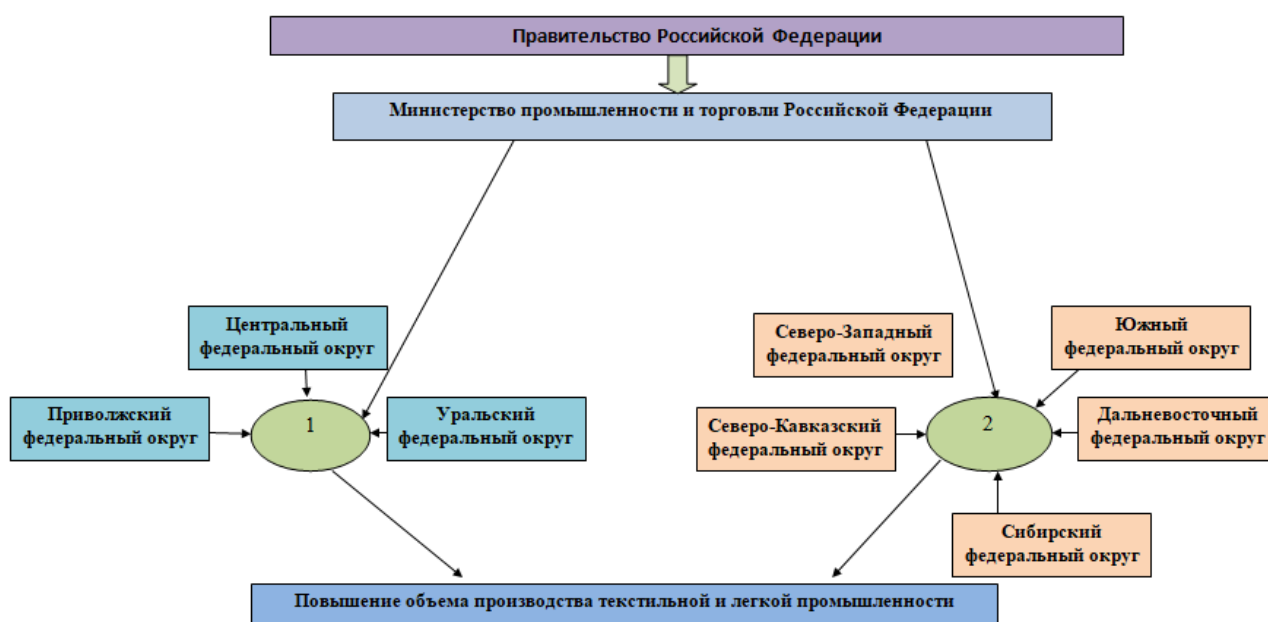 Правительство Российской Федерации
Министерство промышленности и торговли Российской Федерации
Центральный
федеральный округ
Северо-Западный
федеральный округ
Южный
федеральный округ
Приволжский
федеральный округ
1
Уральский
федеральный округ
Северо-Кавказский
федеральный округ
2
Дальневосточный
федеральный округ
Сибирский
федеральный округ
Повышение объема производства текстильной и легкой промышленности